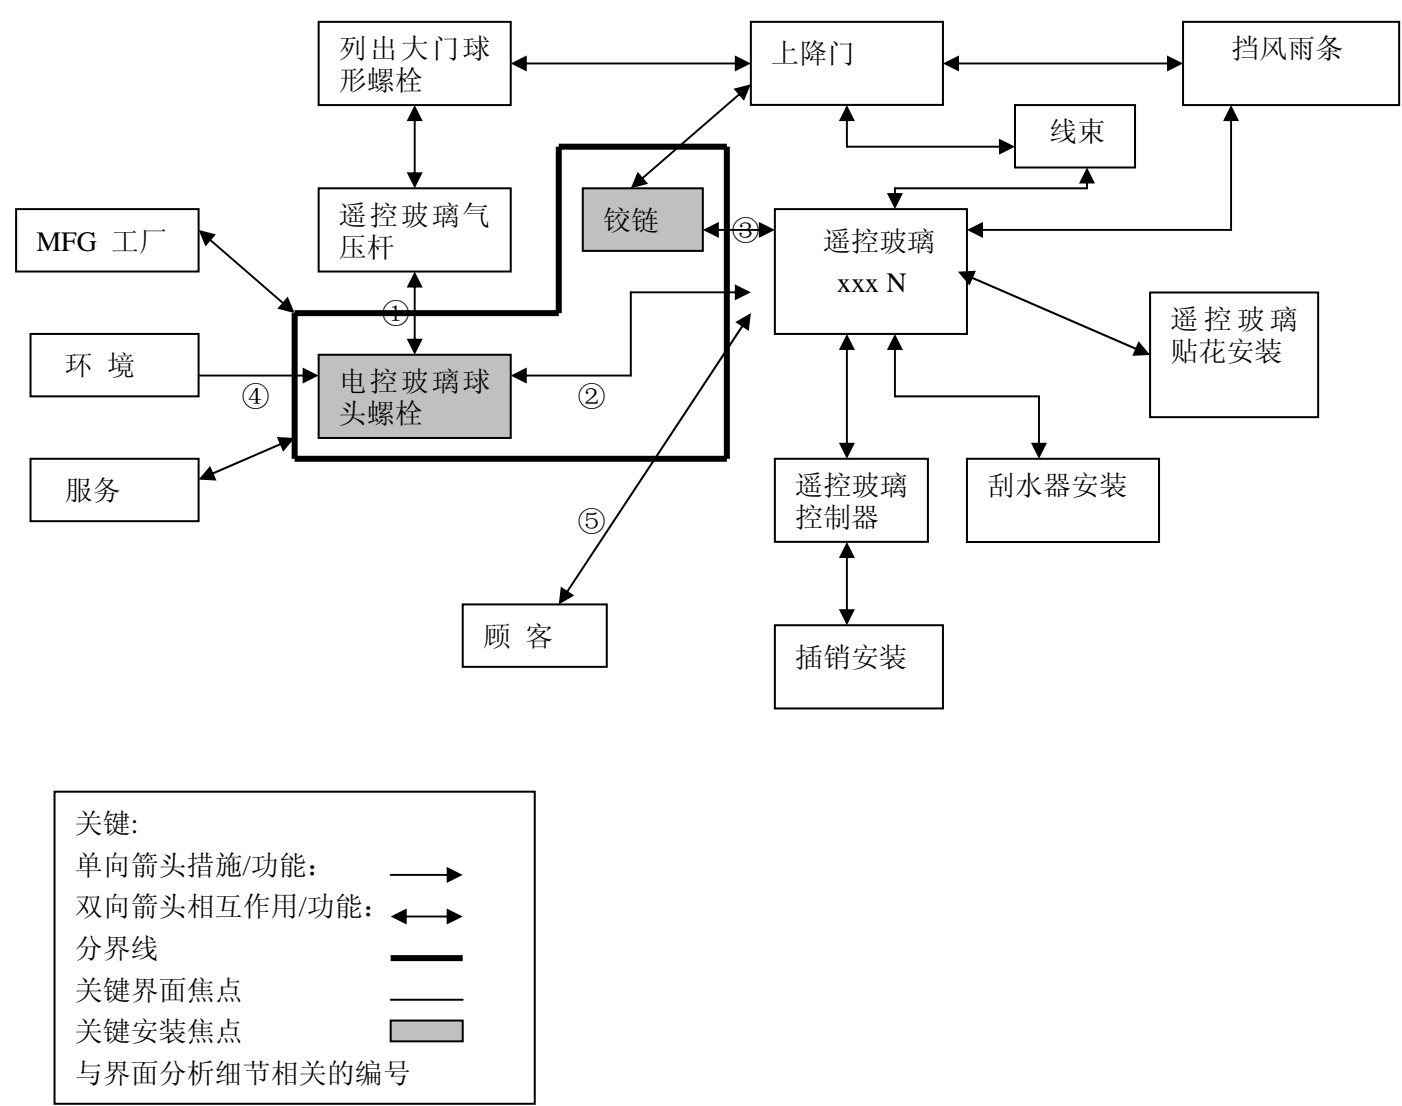 列出大门球
形螺栓
上降门
挡风雨条
线束
遥控玻璃气
压杆
铰链
MFG 工厂
③
遥控玻璃
xxx N
①
遥控玻璃
贴花安装
环 境
电控玻璃球
头螺栓
④
②
服务
遥控玻璃
控制器
刮水器安装
⑤
顾 客
插销安装
关键:
单向箭头措施/功能：
双向箭头相互作用/功能：
分界线
关键界面焦点
关键安装焦点
与界面分析细节相关的编号